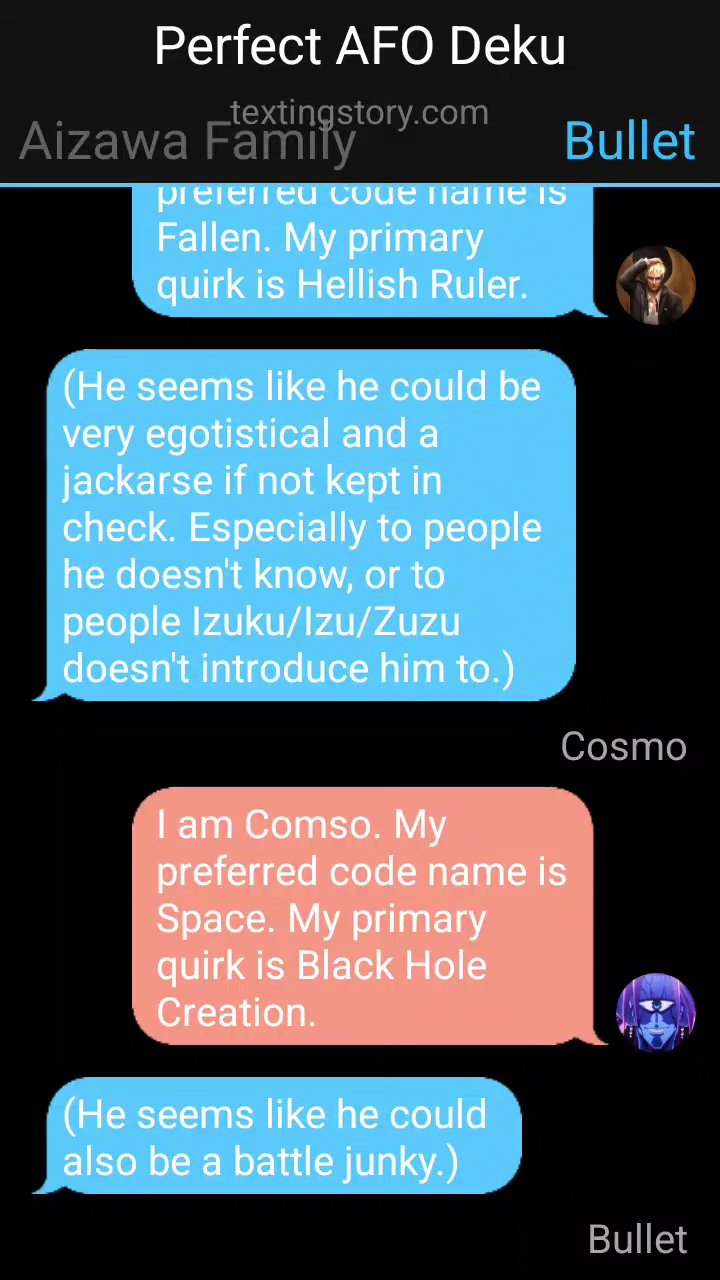 Perfect AFO Deku
textingstory.com
Aizawa Family
Bullet
preferred code name is
Fallen. My primary
quirk is Hellish Ruler.
(He seems like he could be
very egotistical and a
jackarse if not kept in
check. Especially to people
he doesn't know, or to
people Izuku/Izu/Zuzu
doesn't introduce him to.)
Cosmo
I am Comso. My
preferred code name is
Space. My primary
quirk is Black Hole
Creation.
(He seems like he could
also be a battle junky.)
Bullet